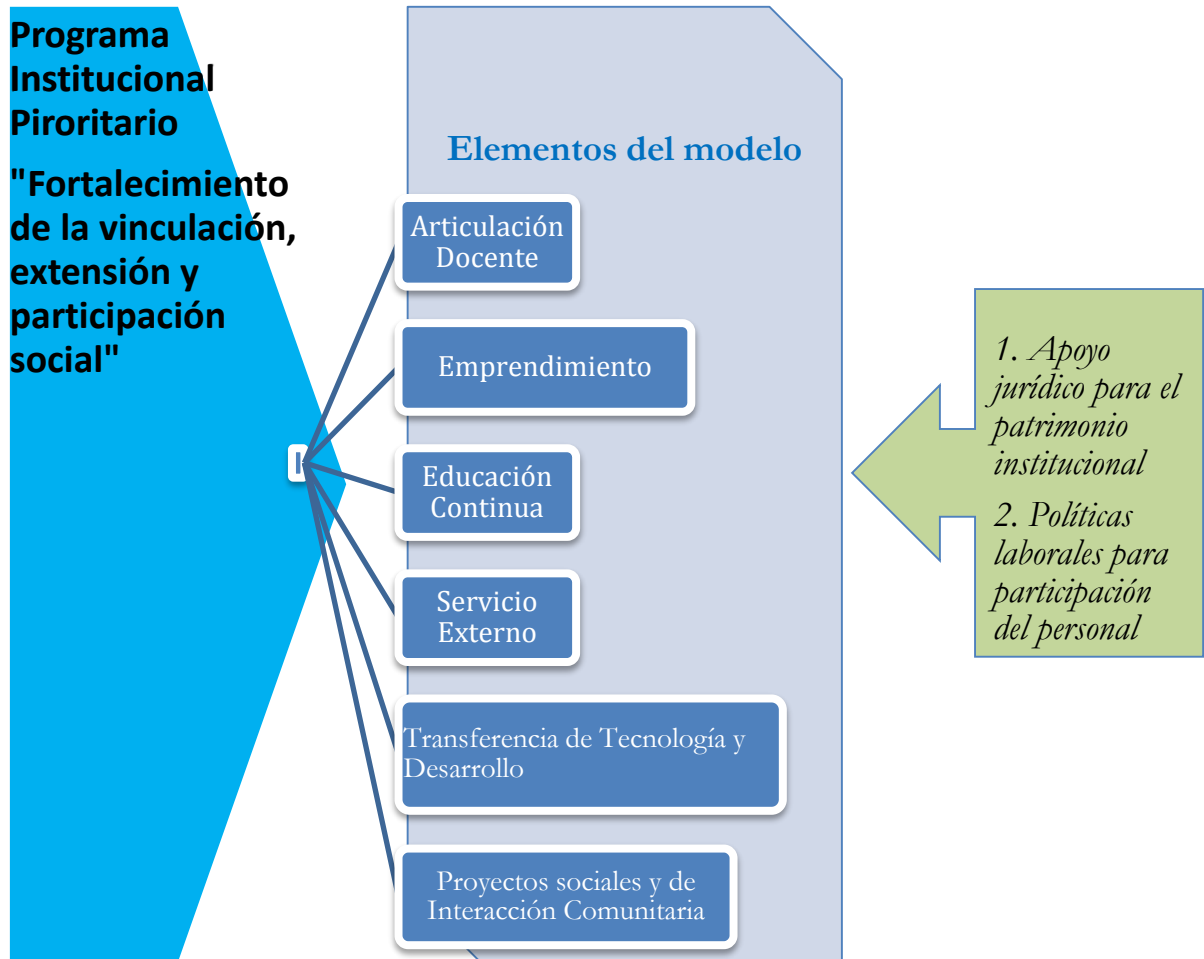 Programa
Institucional
Piroritario
"Fortalecimiento
de la vinculación,
extensión y
participación
social"
Elementos del modelo
Articulación
Docente
Emprendimiento
Educación
Continua
Servicio
Externo
Transferencia de Tecnología y
Desarrollo
Proyectos sociales y de
Interacción Comunitaria
1. Apoyo
jurídico para el
patrimonio
institucional
2. Políticas
laborales para
participación
del personal